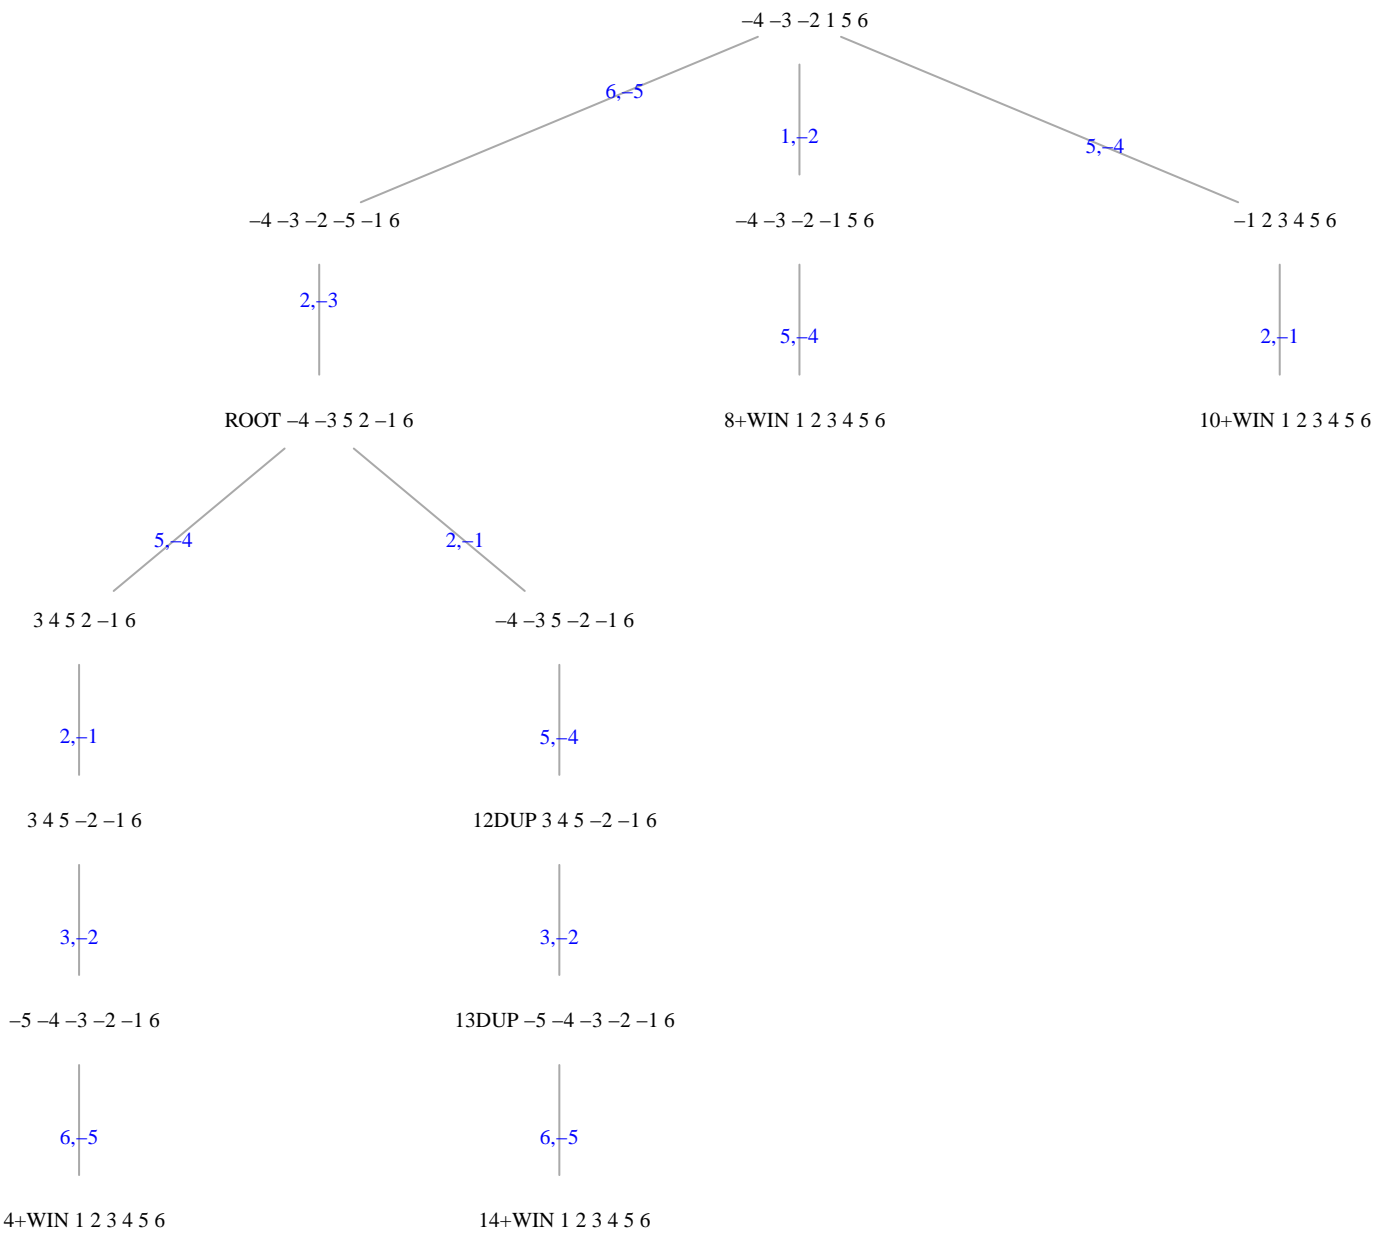 −4 −3 −2 1 5 6
6,−5
1,−2
5,−4
−4 −3 −2 −5 −1 6
−4 −3 −2 −1 5 6
−1 2 3 4 5 6
2,−3
5,−4
2,−1
ROOT −4 −3 5 2 −1 6
8+WIN 1 2 3 4 5 6
10+WIN 1 2 3 4 5 6
5,−4
2,−1
3 4 5 2 −1 6
−4 −3 5 −2 −1 6
2,−1
5,−4
3 4 5 −2 −1 6
12DUP 3 4 5 −2 −1 6
3,−2
3,−2
−5 −4 −3 −2 −1 6
13DUP −5 −4 −3 −2 −1 6
6,−5
6,−5
4+WIN 1 2 3 4 5 6
14+WIN 1 2 3 4 5 6